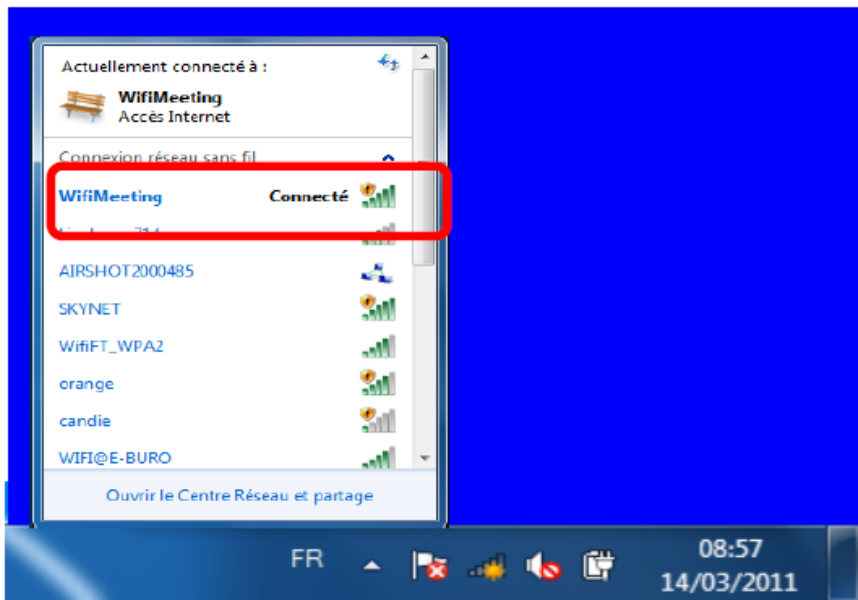 Actuellement connecté à :
WifiMeeting
Accès Internet
Connexion réseau sans fil
WifiMeeting Connecté
AIRSHOT2000485
SKYNET
WifiFT_WPA2
orange
candie
WIFI@E-BURO
Ouvrir le Centre Réseau et partage
FR
08:57
14/03/2011